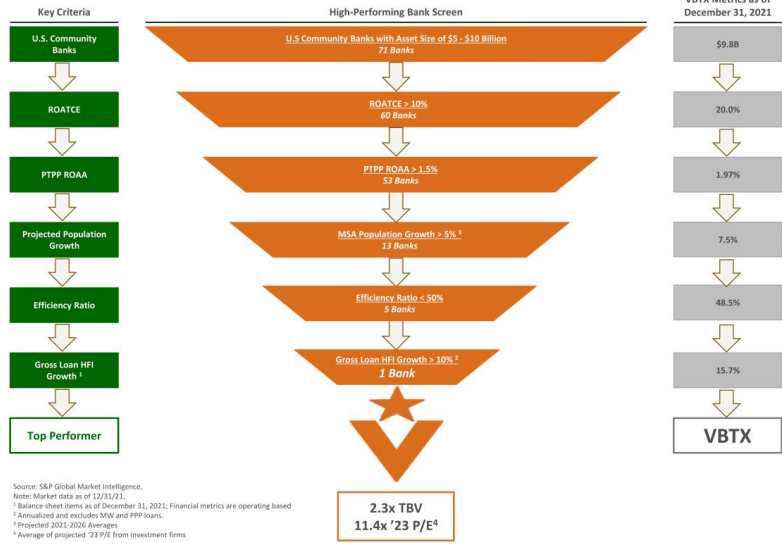 Key Criteria
High-Performing Bank Screen
VBTX Metrics as of
December 31, 2021
U.S. Community
Banks
U.S Community Banks with Asset Size of $5 - $10 Billion
71 Banks
$9.8B
ROATCE
ROATCE > 10%
60 Banks
20.0%
PTPP ROAA
PTPP ROAA > 1.5%
53 Banks
1.97%
Projected Population
Growth
MSA Population Growth > 5% 3
13 Banks
7.5%
Efficiency Ratio
Efficiency Ratio < 50%
5 Banks
48.5%
Gross Loan HFI
Growth 1
Gross Loan HFI Growth > 10% 2
1 Bank
15.7%
Top Performer
VBTX
Source: S&P Global Market Intelligence.
Note: Market data as of 12/31/21.
1 Balance sheet items as of December 31, 2021; Financial metrics are operating based
2 Annualized and excludes MW and PPP loans.
3 Projected 2021-2026 Averages
4 Average of projected '23 P/E from investment firms
2.3x TBV
11.4x '23 P/E4